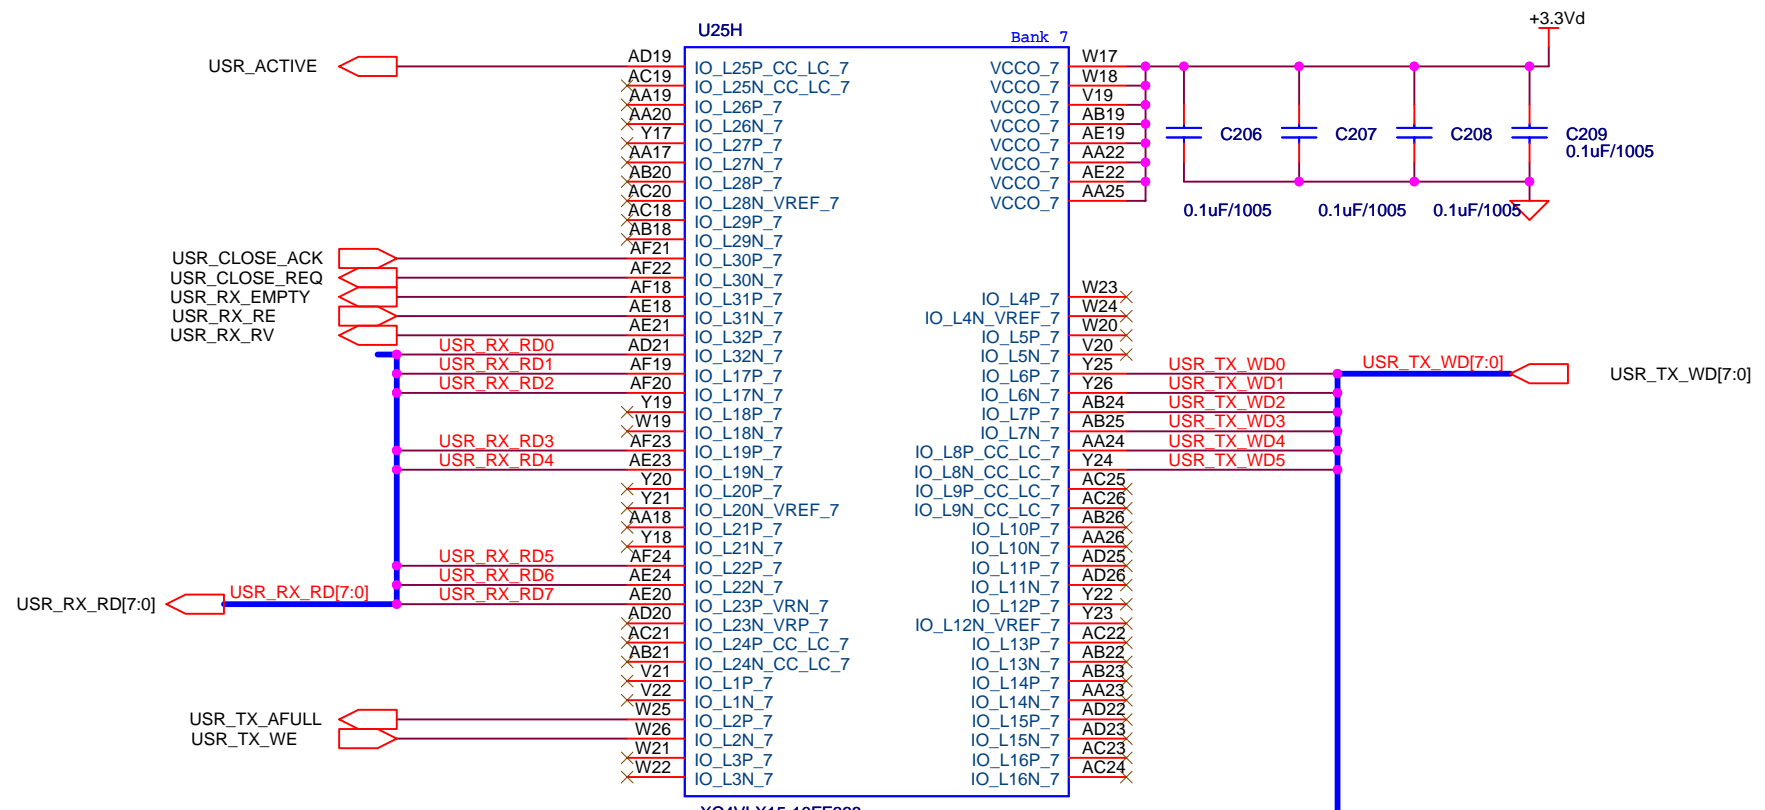 U25H
Bank 7
+3.3Vd
USR_ACTIVE
AD19 IO_L25P_CC_LC_7
AC19 IO_L25N_CC_LC_7
AA19 IO_L26P_7
AA20 IO_L26N_7
Y17 IO_L27P_7
AA17 IO_L27N_7
AB20 IO_L28P_7
AC20 IO_L28N_VREF_7
AC18 IO_L29P_7
AB18 IO_L29N_7
USR_CLOSE_ACK AF21 IO_L30P_7
USR_CLOSE_REQ AF22 IO_L30N_7
USR_RX_EMPTY AF18 IO_L31P_7
USR_RX_RE AE18 IO_L31N_7
USR_RX_RV AE21 IO_L32P_7
USR_RX_RD0 AD21 IO_L32N_7
USR_RX_RD1 AF19 IO_L17P_7
USR_RX_RD2 AF20 IO_L17N_7
Y19 IO_L18P_7
W19 IO_L18N_7
USR_RX_RD3 AF23 IO_L19P_7
USR_RX_RD4 AE23 IO_L19N_7
Y20 IO_L20P_7
Y21 IO_L20N_VREF_7
AA18 IO_L21P_7
Y18 IO_L21N_7
USR_RX_RD5 AF24 IO_L22P_7
USR_RX_RD6 AE24 IO_L22N_7
USR_RX_RD[7:0] USR_RX_RD[7:0] USR_RX_RD7 AE20 IO_L23P_VRN_7
AD20 IO_L23N_VRP_7
AC21 IO_L24P_CC_LC_7
AB21 IO_L24N_CC_LC_7
V21 IO_L1P_7
V22 IO_L1N_7
USR_TX_AFULL W25 IO_L2P_7
USR_TX_WE W26 IO_L2N_7
W21 IO_L3P_7
W22 IO_L3N_7
VCCO_7 W17
VCCO_7 W18
VCCO_7 V19
VCCO_7 AB19
VCCO_7 AE19
VCCO_7 AA22
VCCO_7 AE22
VCCO_7 AA25
C206 C207 C208 C209
0.1uF/1005
0.1uF/1005 0.1uF/1005 0.1uF/1005
IO_L4P_7 W23
IO_L4N_VREF_7 W24
IO_L5P_7 W20
IO_L5N_7 V20
IO_L6P_7 Y25 USR_TX_WD0 USR_TX_WD[7:0] USR_TX_WD[7:0]
IO_L6N_7 Y26 USR_TX_WD1
IO_L7P_7 AB24 USR_TX_WD2
IO_L7N_7 AB25 USR_TX_WD3
IO_L8P_CC_LC_7 AA24 USR_TX_WD4
IO_L8N_CC_LC_7 Y24 USR_TX_WD5
IO_L9P_CC_LC_7 AC25
IO_L9N_CC_LC_7 AC26
IO_L10P_7 AB26
IO_L10N_7 AA26
IO_L11P_7 AD25
IO_L11N_7 AD26
IO_L12P_7 Y22
IO_L12N_VREF_7 Y23
IO_L13P_7 AC22
IO_L13N_7 AB22
IO_L14P_7 AB23
IO_L14N_7 AA23
IO_L15P_7 AD22
IO_L15N_7 AD23
IO_L16P_7 AC23
IO_L16N_7 AC24